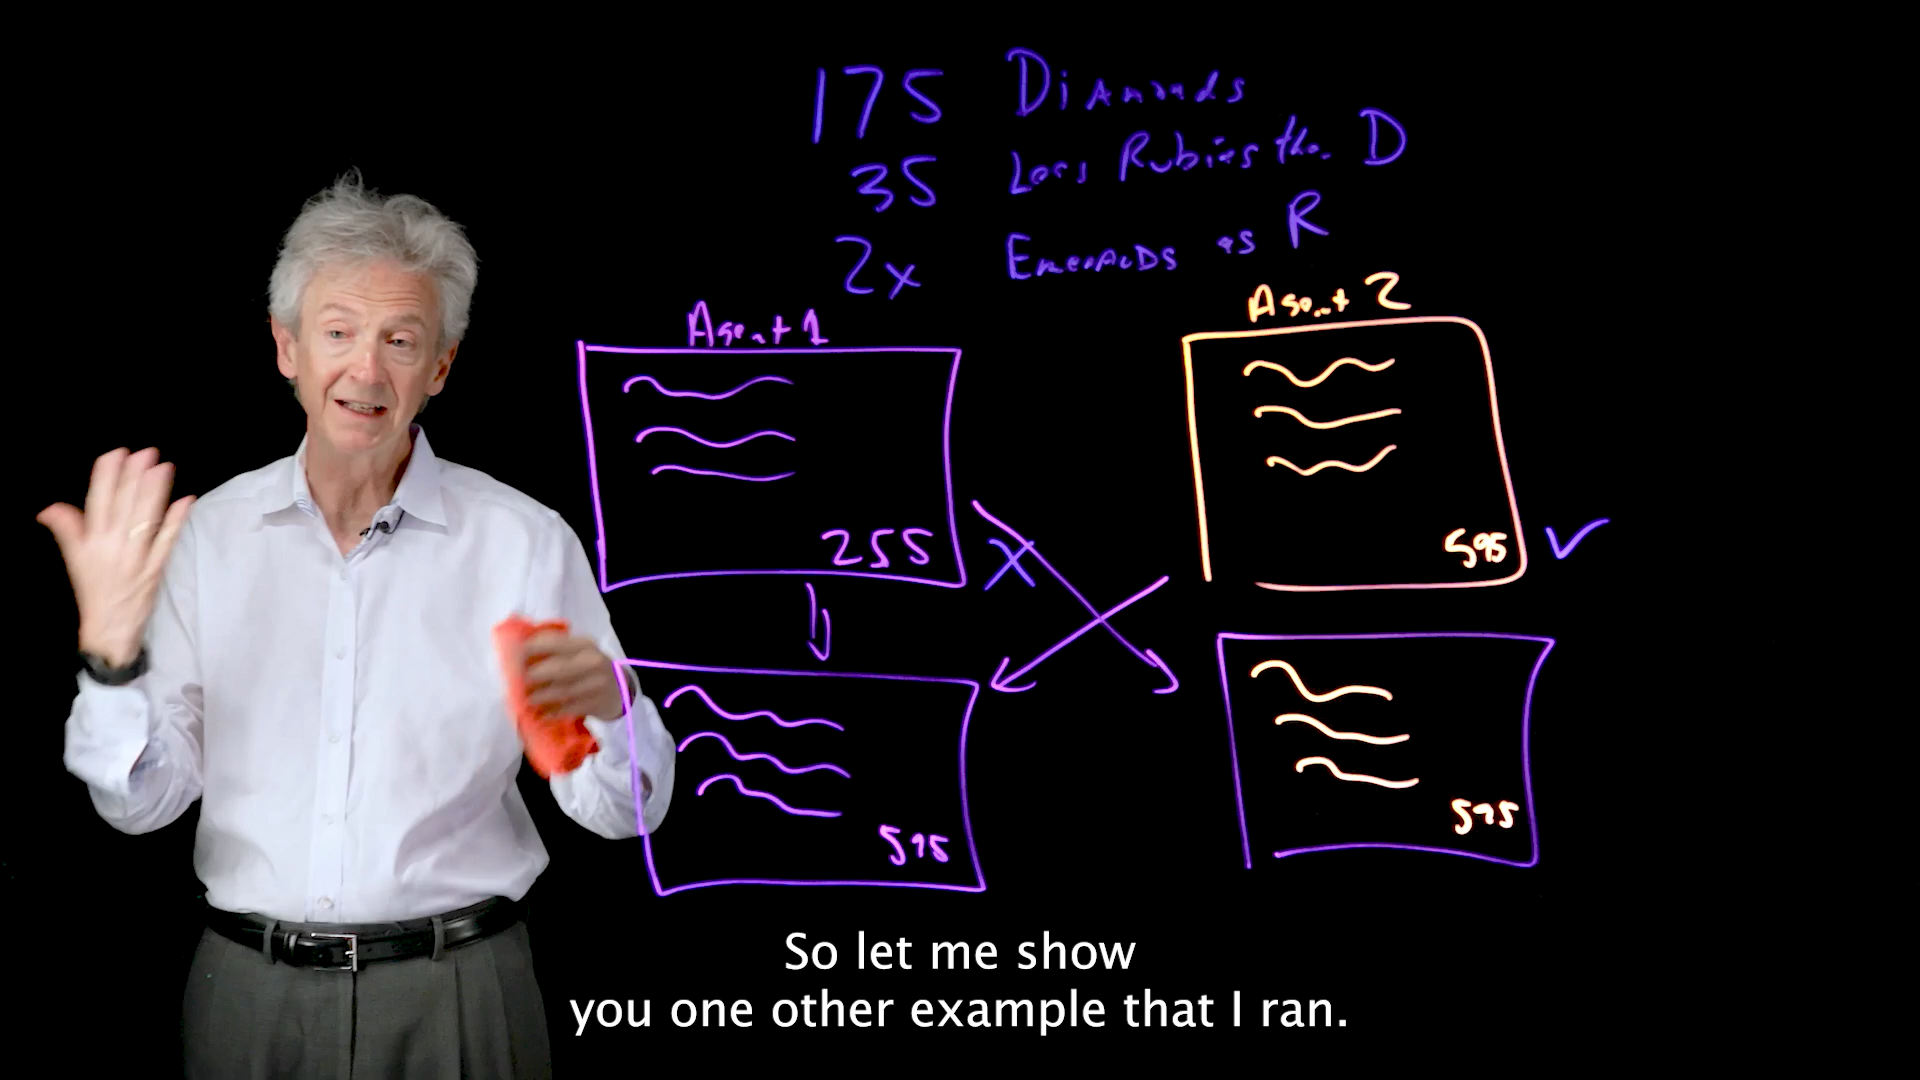 175 Diamonds
35 Less Rubies than D
2x Emeralds as R
Agent 1
Agent 2
255
X
595
✓
595
595
So let me show
you one other example that I ran.